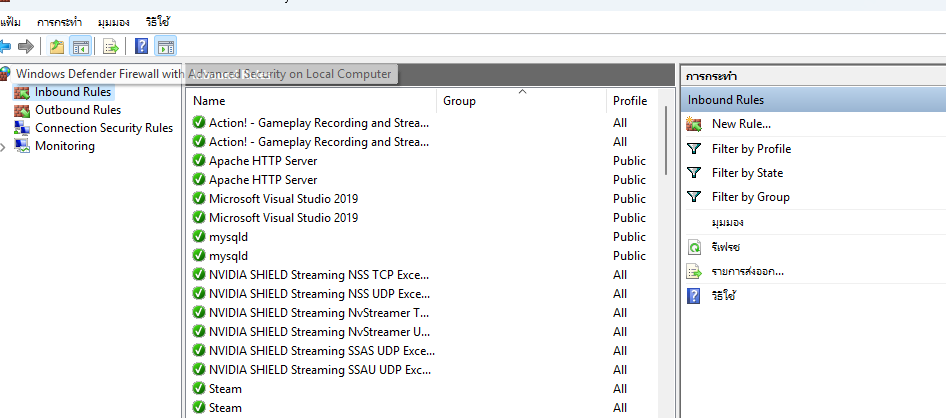 แฟ้ม การกระทำ มุมมอง วิธีใช้
Windows Defender Firewall with Advanced Security on Local Computer
Inbound Rules
Outbound Rules
Connection Security Rules
Monitoring
Name Group Profile
Action! - Gameplay Recording and Strea... All
Action! - Gameplay Recording and Strea... All
Apache HTTP Server Public
Apache HTTP Server Public
Microsoft Visual Studio 2019 Public
Microsoft Visual Studio 2019 Public
mysqld Public
mysqld Public
NVIDIA SHIELD Streaming NSS TCP Exce... All
NVIDIA SHIELD Streaming NSS UDP Exce... All
NVIDIA SHIELD Streaming NvStreamer T... All
NVIDIA SHIELD Streaming NvStreamer U... All
NVIDIA SHIELD Streaming SSAS UDP Exce... All
NVIDIA SHIELD Streaming SSAU UDP Exc... All
Steam All
Steam All
การกระทำ
Inbound Rules
New Rule...
Filter by Profile
Filter by State
Filter by Group
มุมมอง
รีเฟรช
รายการส่งออก...
วิธีใช้